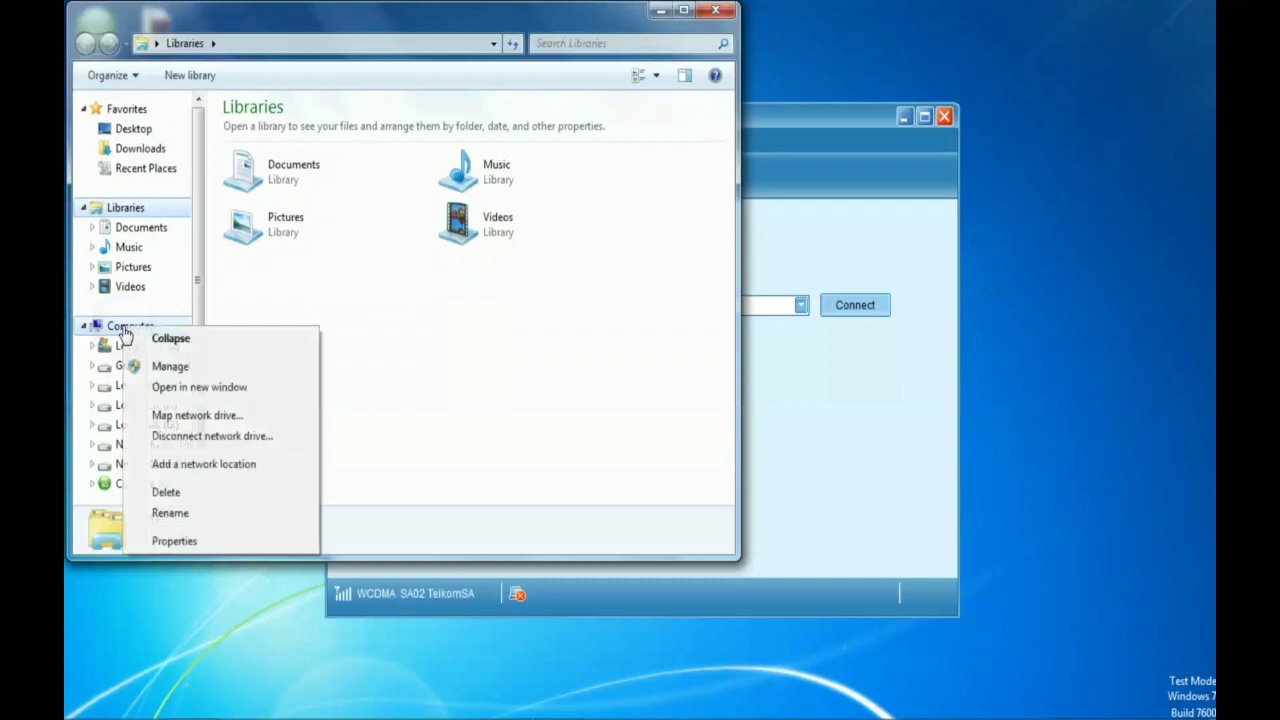 Libraries
Search Libraries
Organize
New library
Favorites
Desktop
Downloads
Recent Places
Libraries
Documents
Music
Pictures
Videos
Computer
Libraries
Open a library to see your files and arrange them by folder, date, and other properties.
Documents
Library
Music
Library
Pictures
Library
Videos
Library
Collapse
Manage
Open in new window
Map network drive...
Disconnect network drive...
Add a network location
Delete
Rename
Properties
Connect
WCDMA SA02 TelkomSA
Test Mode
Windows 7
Build 7600